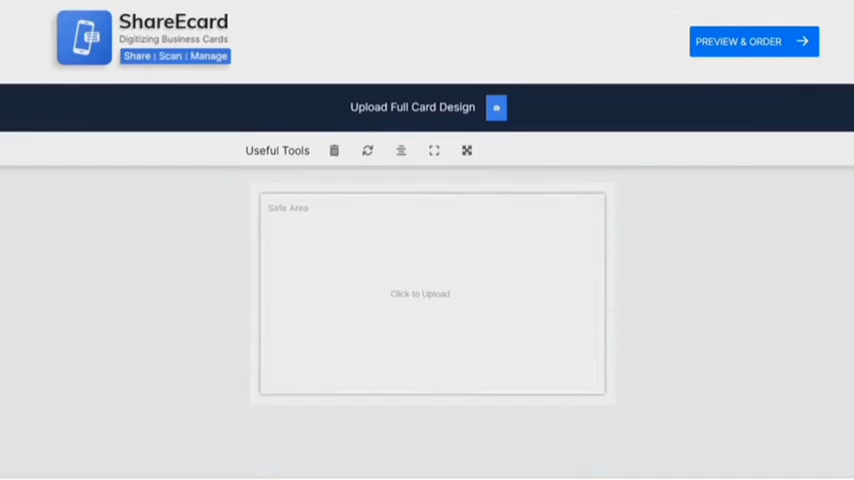 ShareEcard
Digitizing Business Cards
Share | Scan | Manage
PREVIEW & ORDER
Upload Full Card Design
Useful Tools
Safe Area
Click to Upload